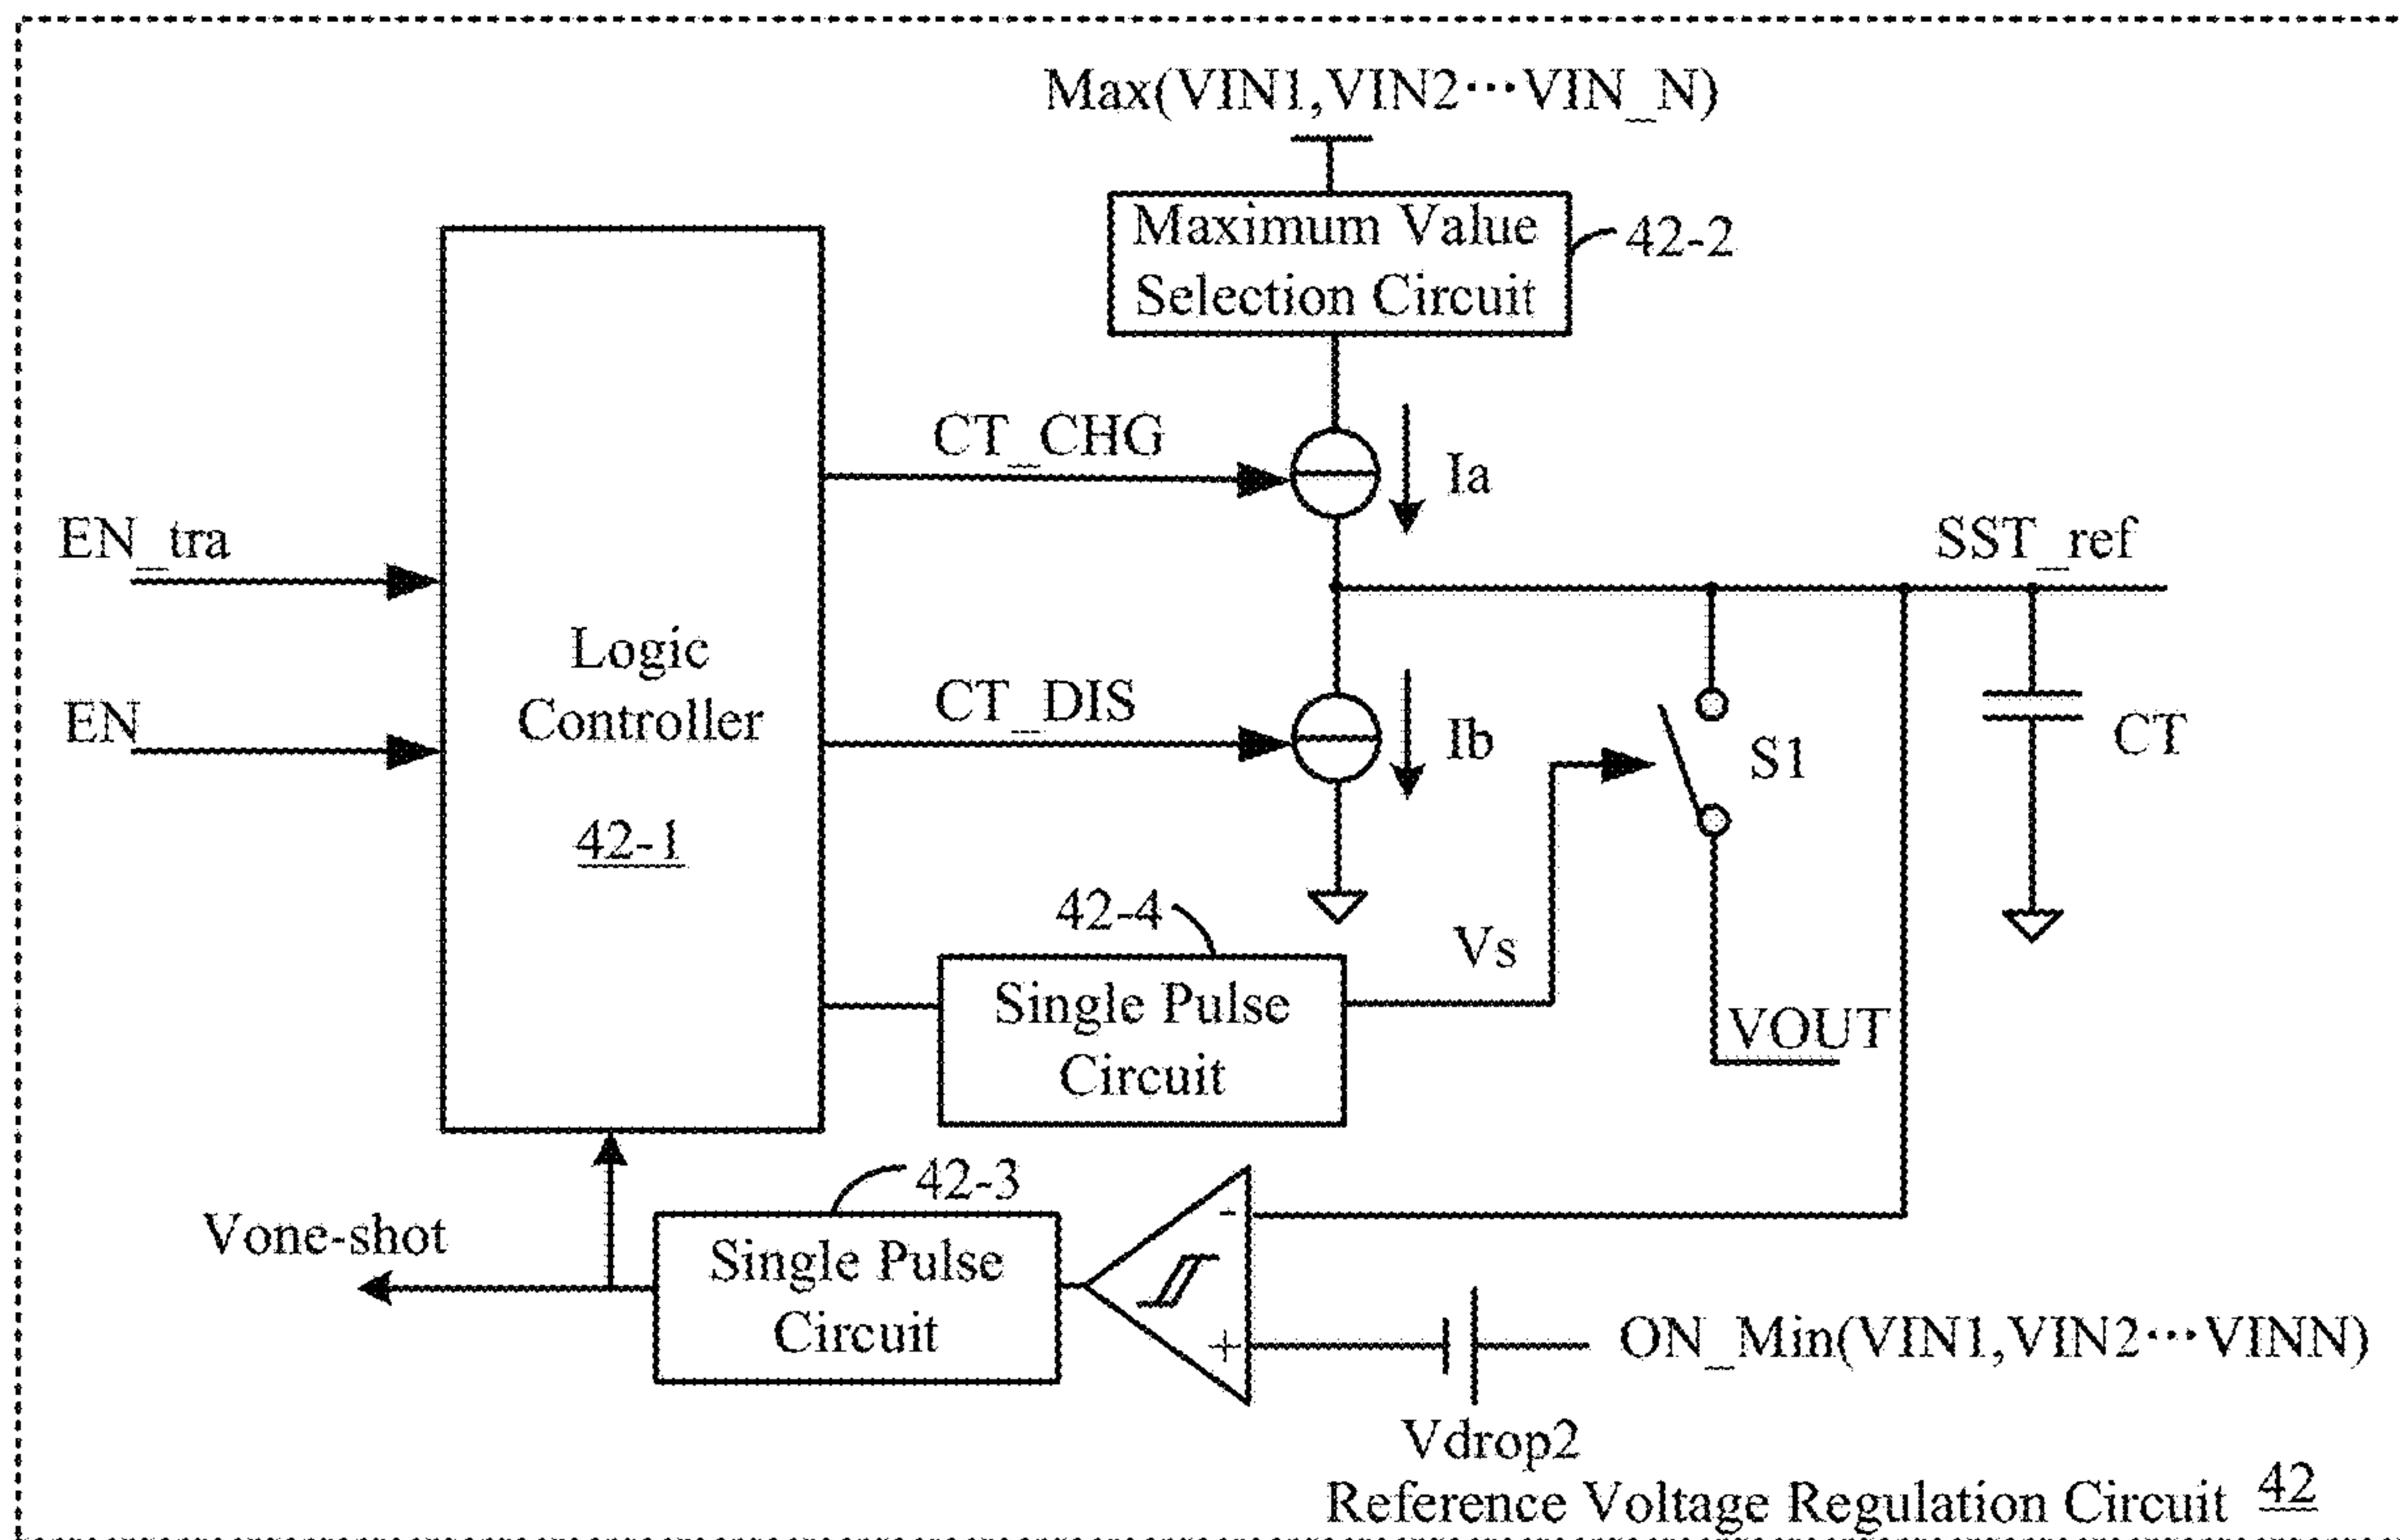 Max(VIN1,VIN2···VIN_N)
Maximum Value
Selection Circuit
42-2
CT_CHG
Ia
EN_tra
SST_ref
Logic
Controller
42-1
EN
CT_DIS
Ib
S1
CT
42-4
Vs
Single Pulse
Circuit
VOUT
42-3
Vone-shot
Single Pulse
Circuit
-
+
ON_Min(VIN1,VIN2···VINN)
Vdrop2
Reference Voltage Regulation Circuit 42